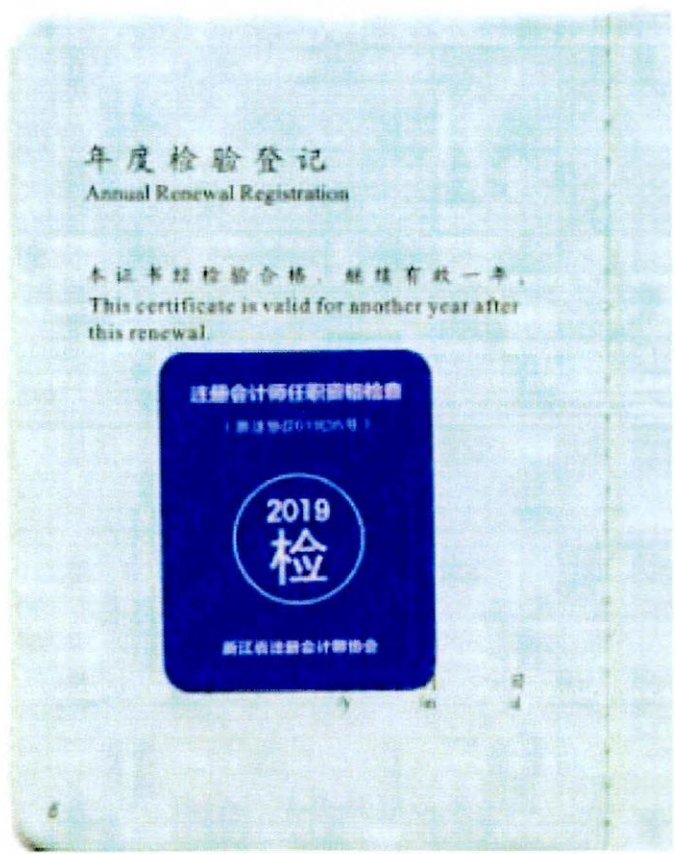 年度检验登记
Annual Renewal Registration
本证书经检验合格，继续有效一年。
This certificate is valid for another year after
this renewal.
注册会计师任职资格检查
2019
检
浙江省注册会计师协会
日
/y /m /d
6